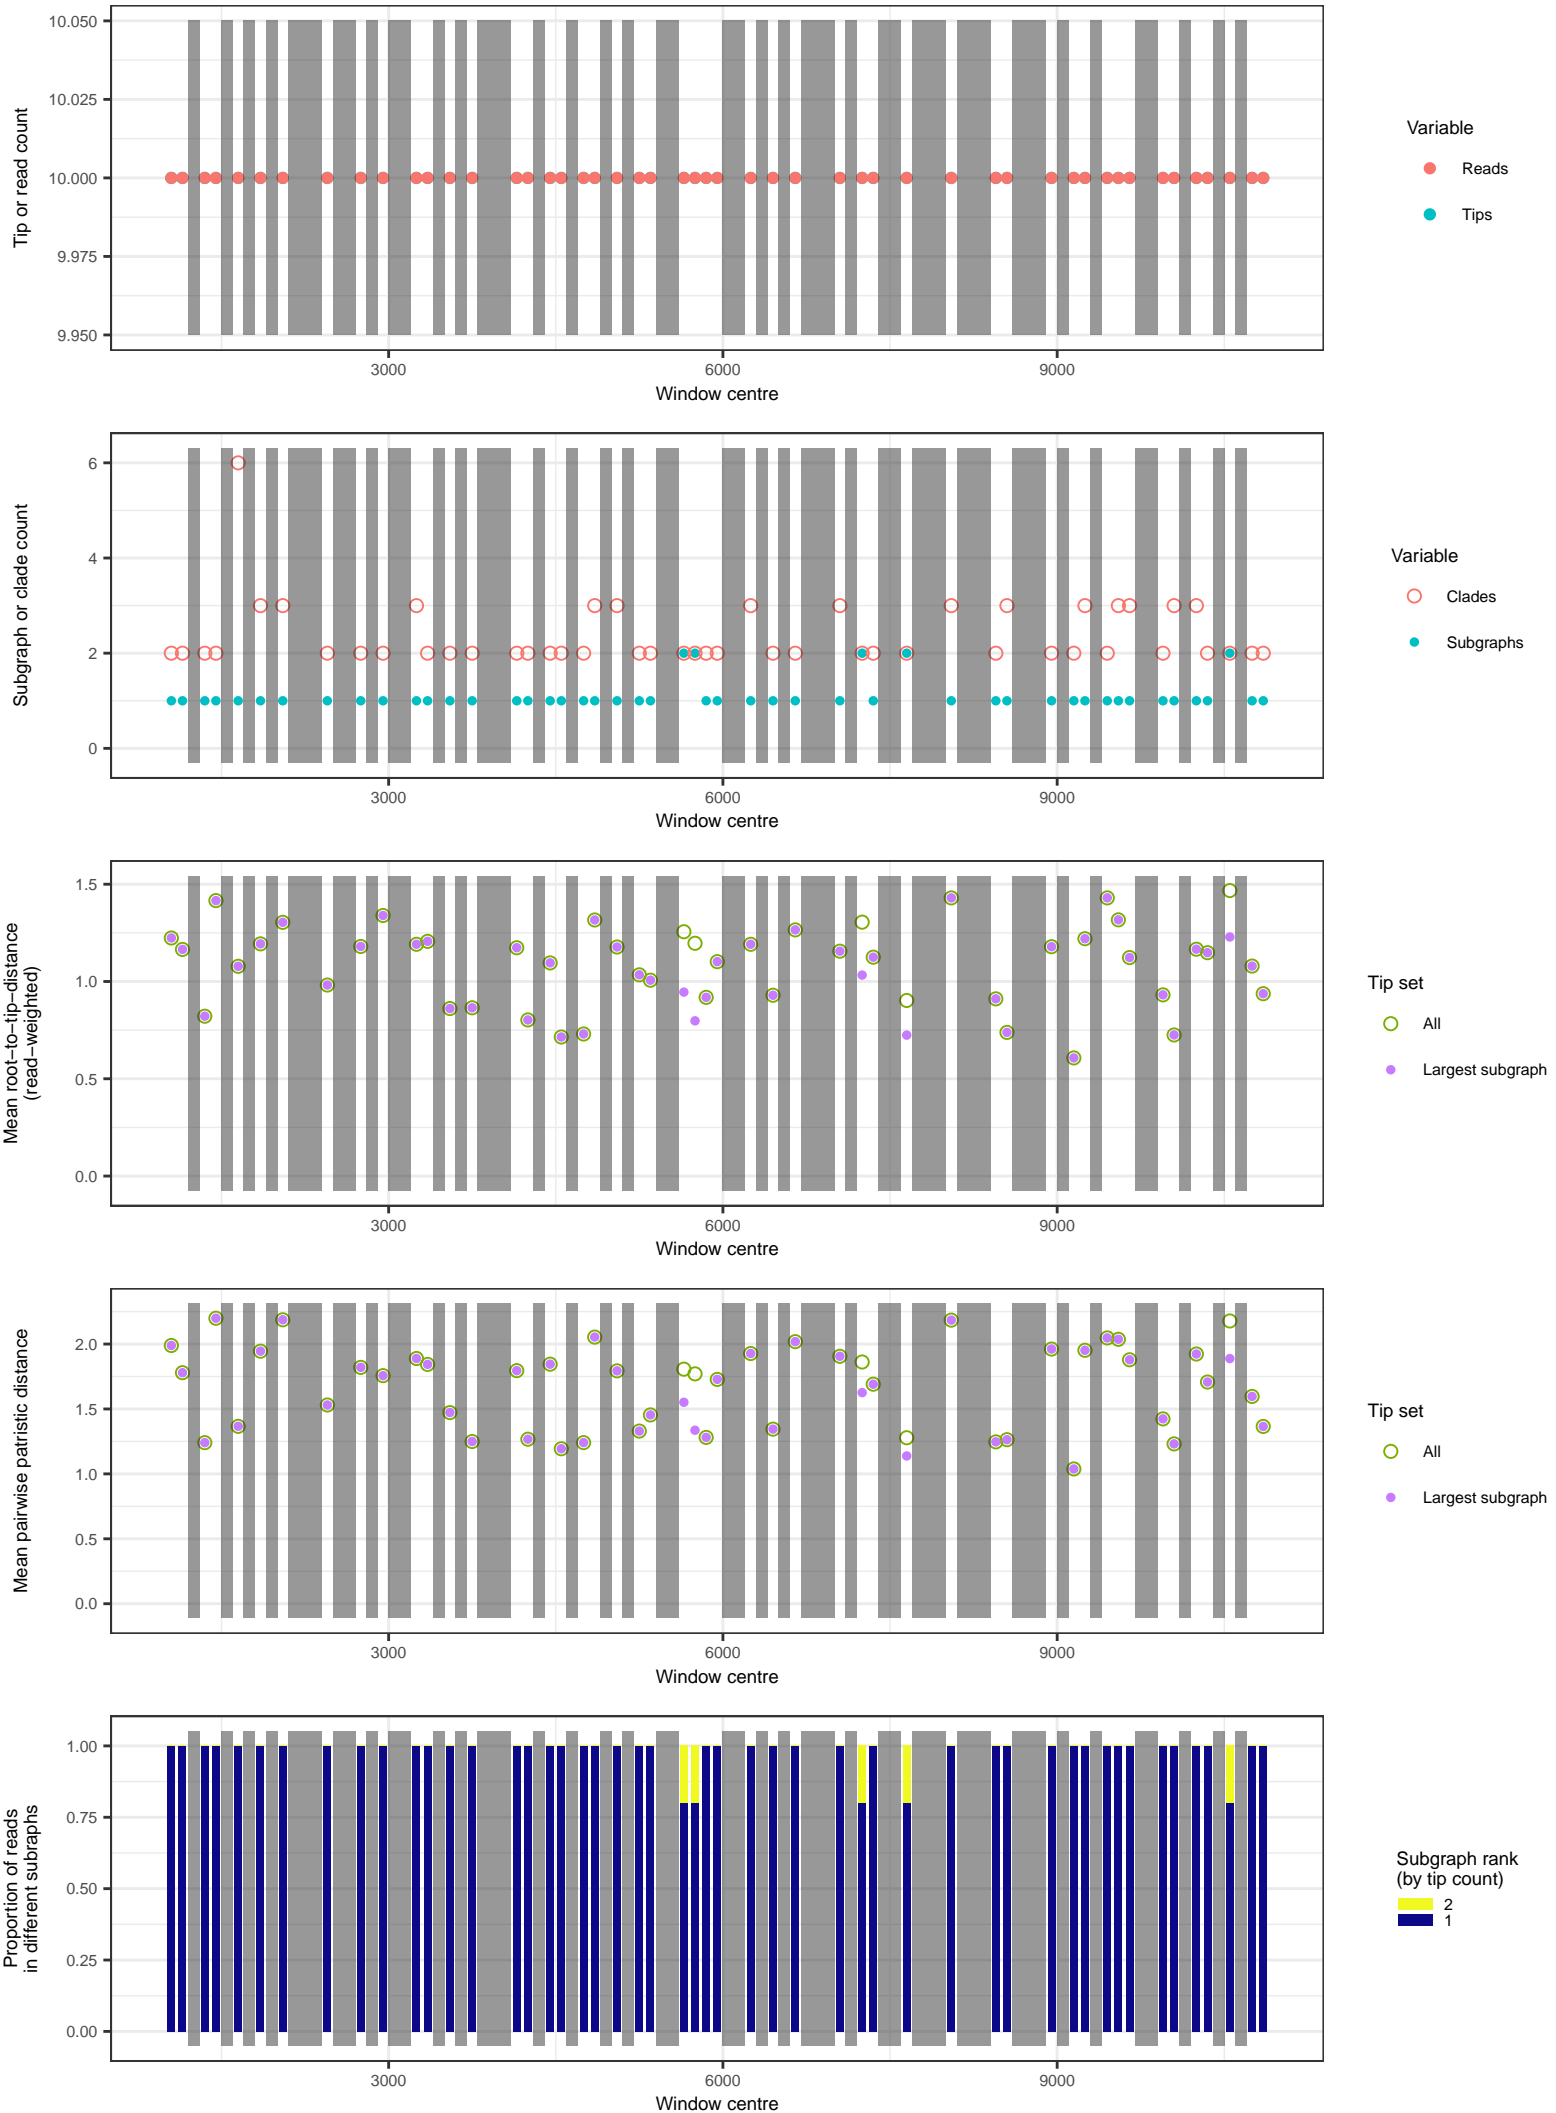 10.050
10.025
10.000
9.975
9.950
Tip or read count
3000
6000
9000
Window centre
Variable
Reads
Tips
6
4
2
0
Subgraph or clade count
3000
6000
9000
Window centre
Variable
Clades
Subgraphs
1.5
1.0
0.5
0.0
Mean root−to−tip−distance
(read−weighted)
3000
6000
9000
Window centre
Tip set
All
Largest subgraph
2.0
1.5
1.0
0.5
0.0
Mean pairwise patristic distance
3000
6000
9000
Window centre
Tip set
All
Largest subgraph
1.00
0.75
0.50
0.25
0.00
Proportion of reads
in different subraphs
3000
6000
9000
Window centre
Subgraph rank
(by tip count)
2
1